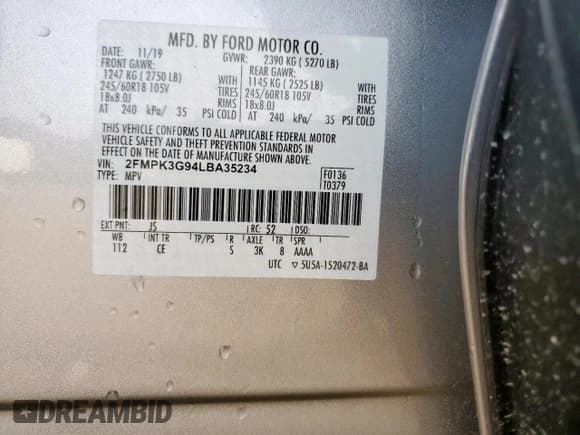 MFD. BY FORD MOTOR CO.
DATE: 11/19 GVWR: 2390 KG ( 5270 LB)
FRONT GAWR: REAR GAWR:
1247 KG ( 2750 LB) WITH 1145 KG ( 2525 LB) WITH
245/60R18 105V TIRES 245/60R18 105V TIRES
18x8.0J RIMS 18x8.0J RIMS
AT 240 kPa/ 35 PSI COLD AT 240 kPa/ 35 PSI COLD
THIS VEHICLE CONFORMS TO ALL APPLICABLE FEDERAL MOTOR
VEHICLE SAFETY AND THEFT PREVENTION STANDARDS IN
EFFECT ON THE DATE OF MANUFACTURE SHOWN ABOVE.
VIN: 2FMPK3G94LBA35234 F0136
TYPE: MPV T0379
EXT PNT: JS RC: 52 DSO:
WB INT TR TP/PS R AXLE TR SPR
112 CE S 3K 8 AAAA
UTC ▽ 5U5A-1520472-BA
DREAMBID